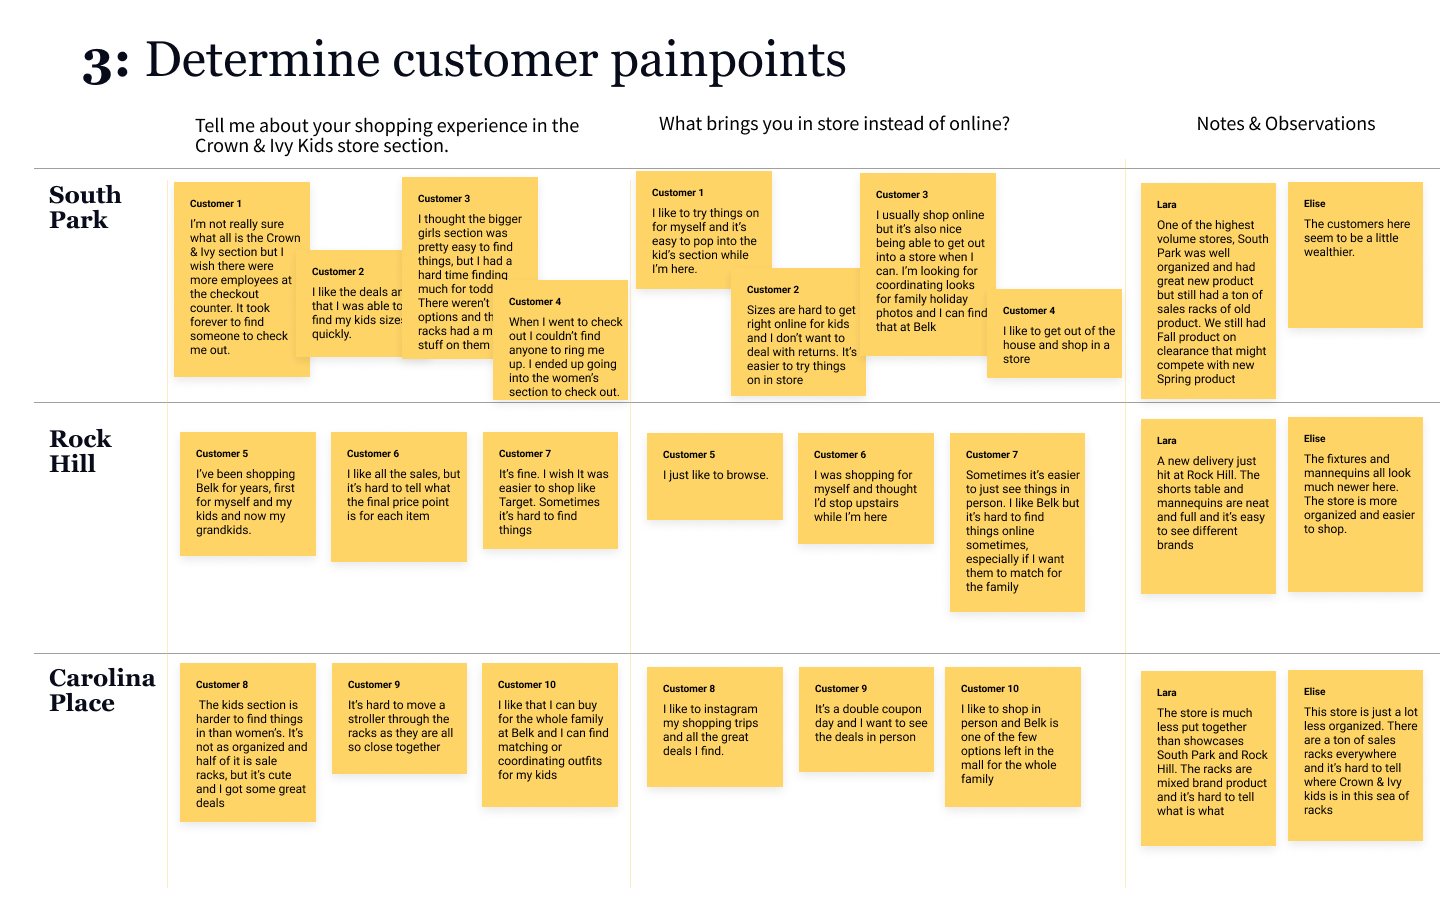 3: Determine customer painpoints
Tell me about your shopping experience in the
Crown & Ivy Kids store section.
What brings you in store instead of online?
Notes & Observations
South
Park
Customer 1
I’m not really sure
what all is the Crown
& Ivy section but I
wish there were
more employees at
the checkout
counter. It took
forever to find
someone to check
me out.
Customer 2
I like the deals an
that I was able to
find my kids sizes
quickly.
Customer 3
I thought the bigger
girls section was
pretty easy to find
things, but I had a
hard time finding
much for todd
There weren’t
options and th
racks had a m
stuff on them
Customer 4
When I went to check
out I couldn’t find
anyone to ring me
up. I ended up going
into the women’s
section to check out.
Customer 1
I like to try things on
for myself and it’s
easy to pop into the
kid’s section while
I’m here.
Customer 2
Sizes are hard to get
right online for kids
and I don’t want to
deal with returns. It’s
easier to try things
on in store
Customer 3
I usually shop online
but it’s also nice
being able to get out
into a store when I
can. I’m looking for
coordinating looks
for family holiday
photos and I can find
that at Belk
Customer 4
I like to get out of the
house and shop in a
store
Lara
One of the highest
volume stores, South
Park was well
organized and had
great new product
but still had a ton of
sales racks of old
product. We still had
Fall product on
clearance that might
compete with new
Spring product
Elise
The customers here
seem to be a little
wealthier.
Rock
Hill
Customer 5
I’ve been shopping
Belk for years, first
for myself and my
kids and now my
grandkids.
Customer 6
I like all the sales, but
it’s hard to tell what
the final price point
is for each item
Customer 7
It’s fine. I wish It was
easier to shop like
Target. Sometimes
it’s hard to find
things
Customer 5
I just like to browse.
Customer 6
I was shopping for
myself and thought
I’d stop upstairs
while I’m here
Customer 7
Sometimes it’s easier
to just see things in
person. I like Belk but
it’s hard to find
things online
sometimes,
especially if I want
them to match for
the family
Lara
A new delivery just
hit at Rock Hill. The
shorts table and
mannequins are neat
and full and it’s easy
to see different
brands
Elise
The fixtures and
mannequins all look
much newer here.
The store is more
organized and easier
to shop.
Carolina
Place
Customer 8
The kids section is
harder to find things
in than women’s. It’s
not as organized and
half of it is sale
racks, but it’s cute
and I got some great
deals
Customer 9
It’s hard to move a
stroller through the
racks as they are all
so close together
Customer 10
I like that I can buy
for the whole family
at Belk and I can find
matching or
coordinating outfits
for my kids
Customer 8
I like to instagram
my shopping trips
and all the great
deals I find.
Customer 9
It’s a double coupon
day and I want to see
the deals in person
Customer 10
I like to shop in
person and Belk is
one of the few
options left in the
mall for the whole
family
Lara
The store is much
less put together
than showcases
South Park and Rock
Hill. The racks are
mixed brand product
and it’s hard to tell
what is what
Elise
This store is just a lot
less organized. There
are a ton of sales
racks everywhere
and it’s hard to tell
where Crown & Ivy
kids is in this sea of
racks